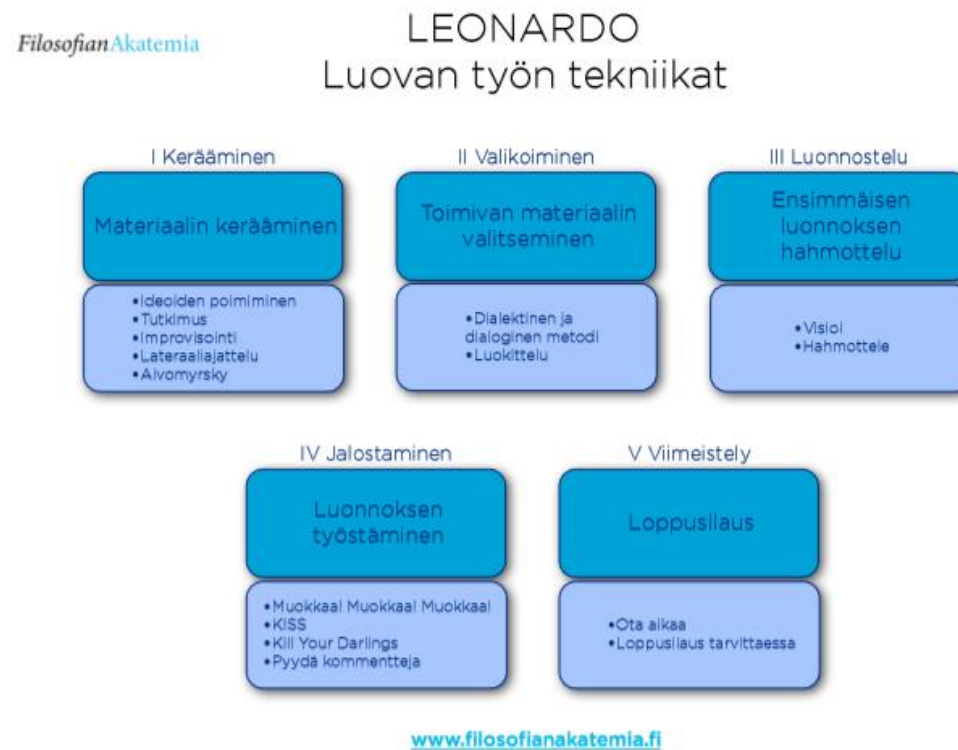 FilosofianAkatemia
LEONARDO
Luovan työn tekniikat
I Kerääminen
Materiaalin kerääminen
•Ideoiden poimiminen
•Tutkimus
•Improvisointi
•Lateraaliajattelu
•Aivomyrsky
II Valikoiminen
Toimivan materiaalin
valitseminen
•Dialektinen ja
dialoginen metodi
•Luokittelu
III Luonnostelu
Ensimmäisen
luonnoksen
hahmottelu
•Visioi
•Hahmottele
IV Jalostaminen
Luonnoksen
työstäminen
•Muokkaa! Muokkaa! Muokkaa!
•KISS
•Kill Your Darlings
•Pyydä kommentteja
V Viimeistely
Loppusilaus
•Ota aikaa
•Loppusilaus tarvittaessa
www.filosofianakatemia.fi